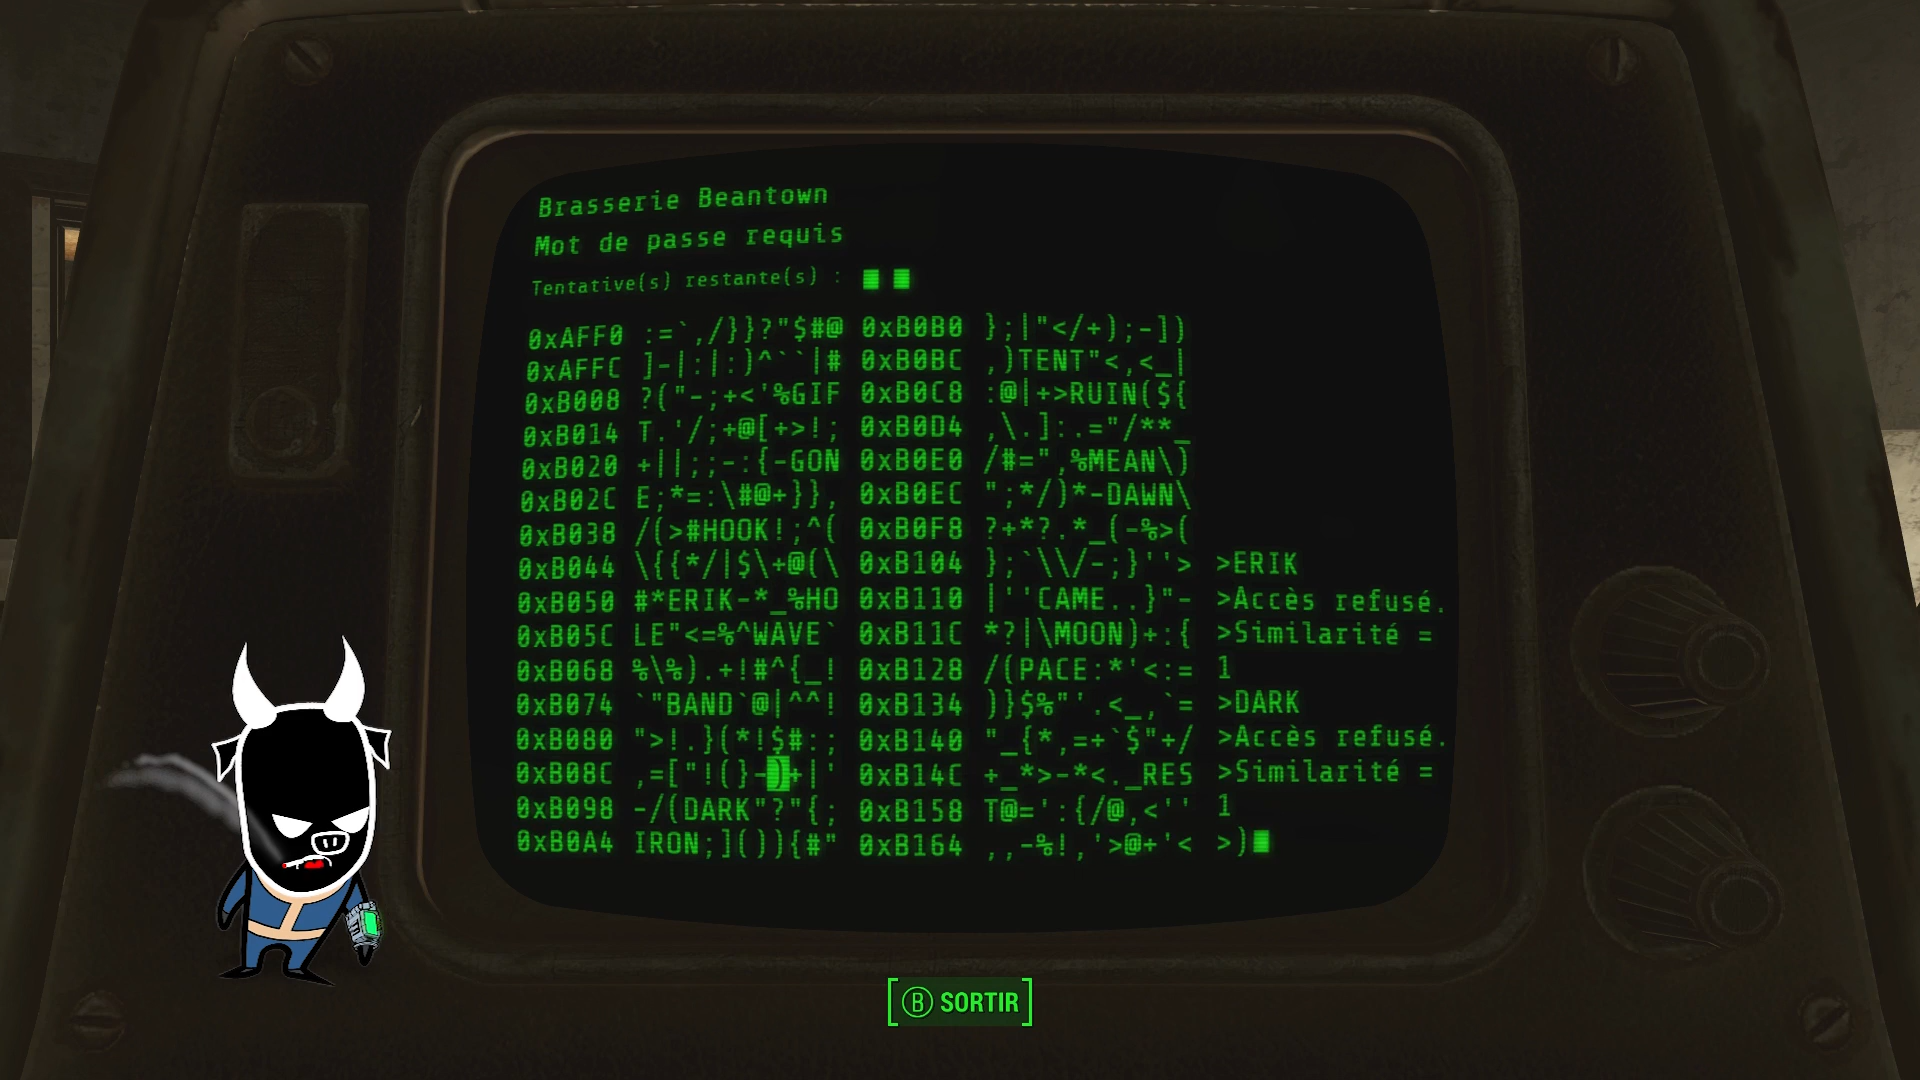 Brasserie Beantown
Mot de passe requis
Tentative(s) restante(s) :
0xAFF0 :=`,/}}?"$#@ 0xB0B0 };|"</+);-])
0xAFFC ]-|:|:)^``|# 0xB0BC ,)TENT"<,<_|
0xB008 ?("-;+<'%GIF 0xB0C8 :@|+>RUIN(${
0xB014 T.'/;+@[+>!; 0xB0D4 ,\.]:.="/**_
0xB020 +||;;-:{-GON 0xB0E0 /#=",%MEAN\)
0xB02C E;*=:\#@+}}, 0xB0EC ";*/)*-DAWN\
0xB038 /(>#HOOK!;^( 0xB0F8 ?+*?.*_(-%>(
0xB044 \{{*/|$\+@(\ 0xB104 };`\\/-;}''> >ERIK
0xB050 #*ERIK-*_%HO 0xB110 |''CAME..}"- >Accès refusé.
0xB05C LE"<=%^WAVE` 0xB11C *?|\MOON)+:{ >Similarité =
0xB068 %\%).+!#^{_! 0xB128 /(PACE:*'<:= 1
0xB074 `"BAND`@|^^! 0xB134 )}$%"'.<_,`= >DARK
0xB080 ">!.}(*!$#:; 0xB140 "_{*,=+`$"+/ >Accès refusé.
0xB08C ,=["!(}-)+|' 0xB14C +_*>-*<._RES >Similarité =
0xB098 -/(DARK"?"{; 0xB158 T@=':{/@,<'' 1
0xB0A4 IRON;]()){#" 0xB164 ,,-%!,'>@+'< >)
B SORTIR